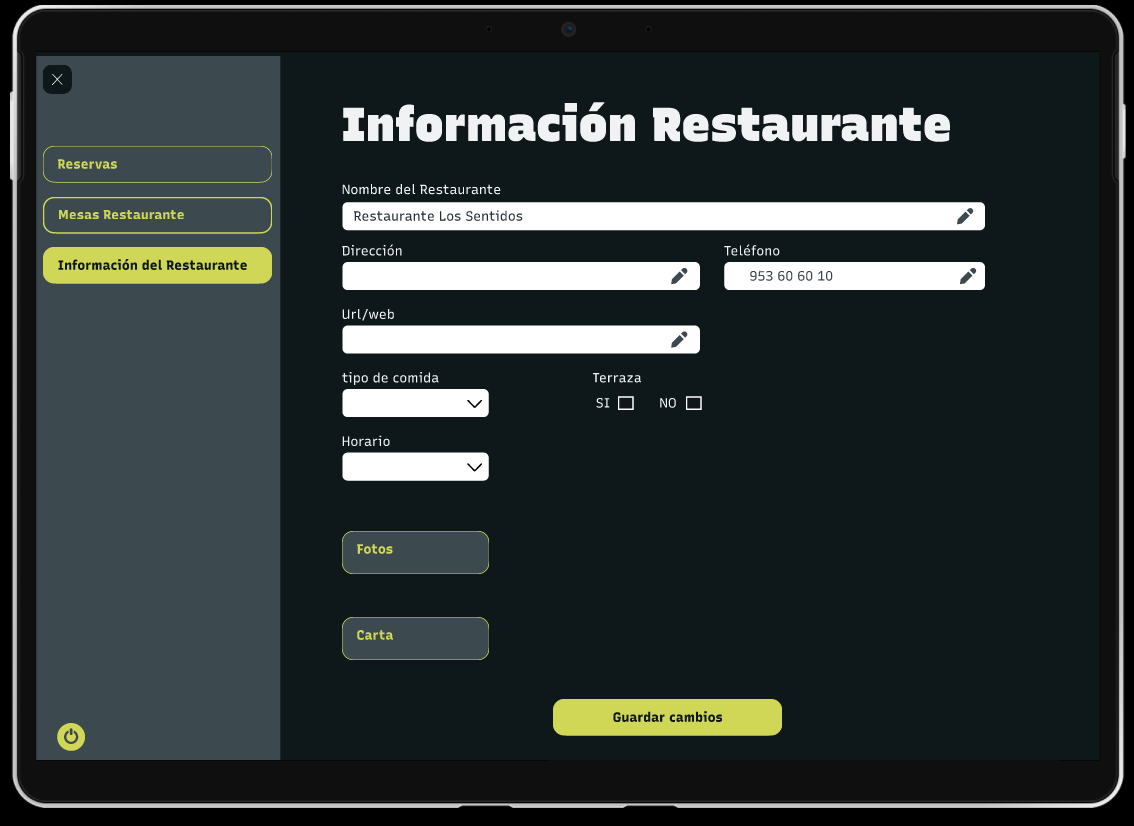 Reservas
Mesas Restaurante
Información del Restaurante
Información Restaurante
Nombre del Restaurante
Restaurante Los Sentidos
Dirección
Teléfono
953 60 60 10
Url/web
tipo de comida
Terraza
SI NO
Horario
Fotos
Carta
Guardar cambios